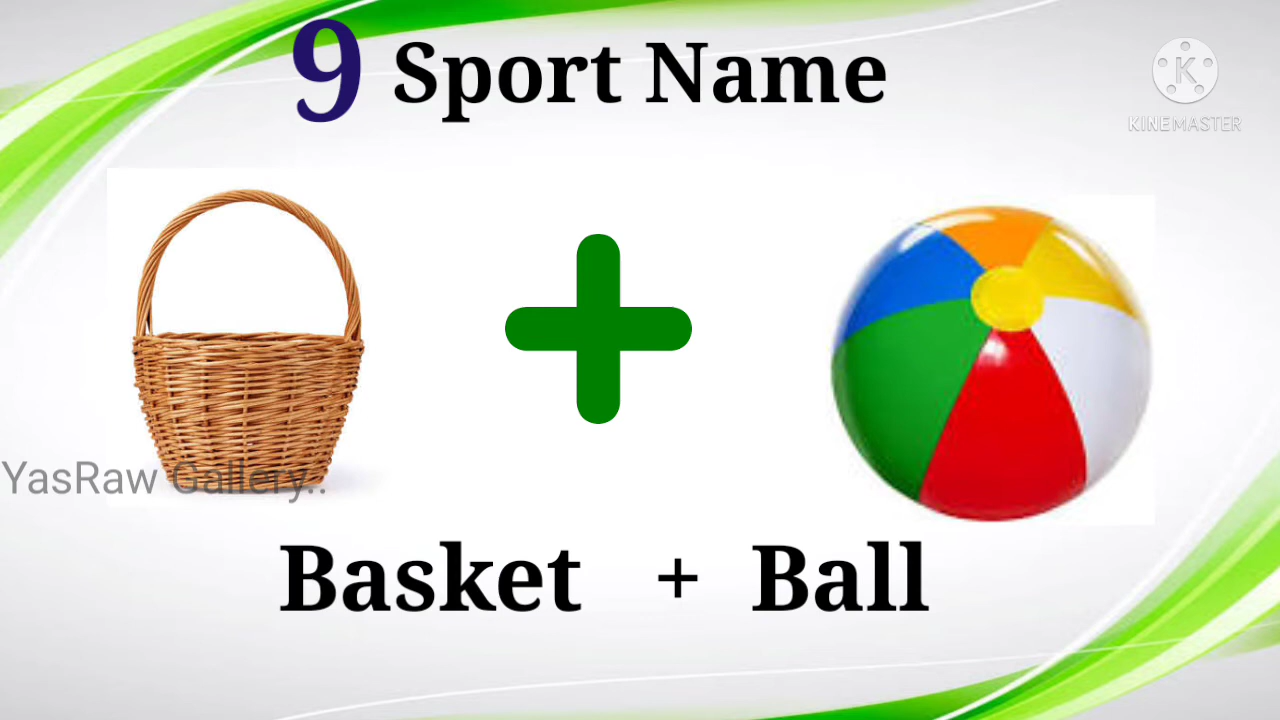 9 Sport Name
K
KINEMASTER
YasRaw Gallery..
Basket + Ball